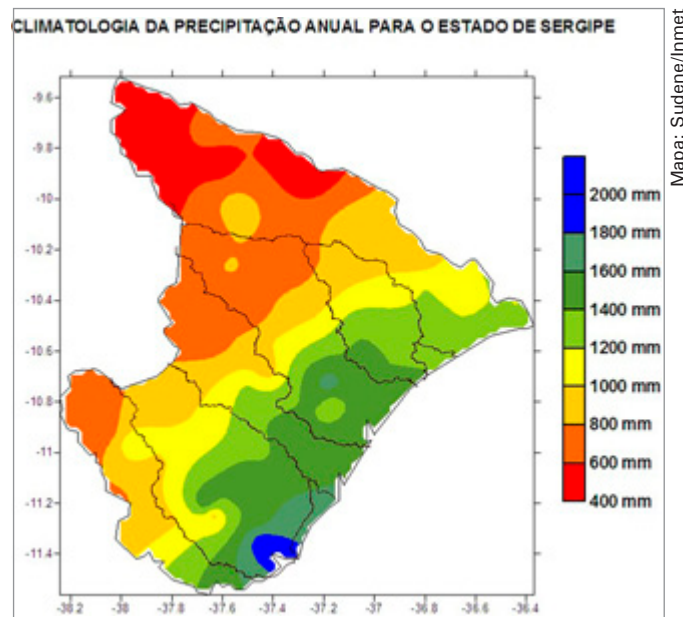 CLIMATOLOGIA DA PRECIPITAÇÃO ANUAL PARA O ESTADO DE SERGIPE
Mapa: Sudene/Inmet
-9.6
-9.8
-10
-10.2
-10.4
-10.6
-10.8
-11
-11.2
-11.4
-38.2 -38 -37.8 -37.6 -37.4 -37.2 -37 -36.8 -36.6 -36.4
2000 mm
1800 mm
1600 mm
1400 mm
1200 mm
1000 mm
800 mm
600 mm
400 mm